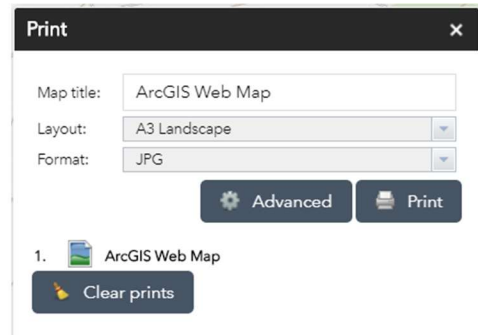 Print ×
Map title: ArcGIS Web Map
Layout: A3 Landscape
Format: JPG
Advanced Print
1. ArcGIS Web Map
Clear prints